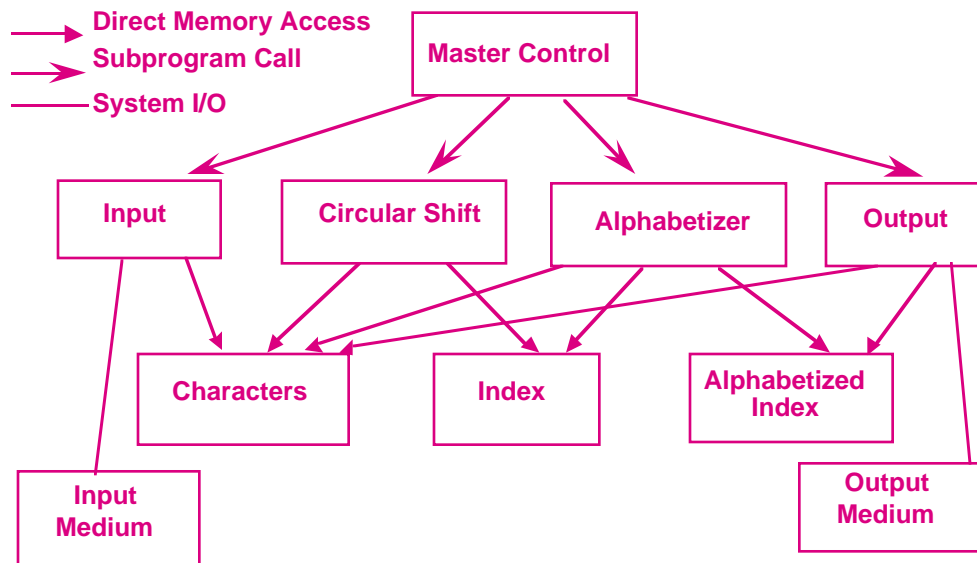 Direct Memory Access
Subprogram Call
System I/O
Master Control
Input
Circular Shift
Alphabetizer
Output
Characters
Index
Alphabetized
Index
Input
Medium
Output
Medium